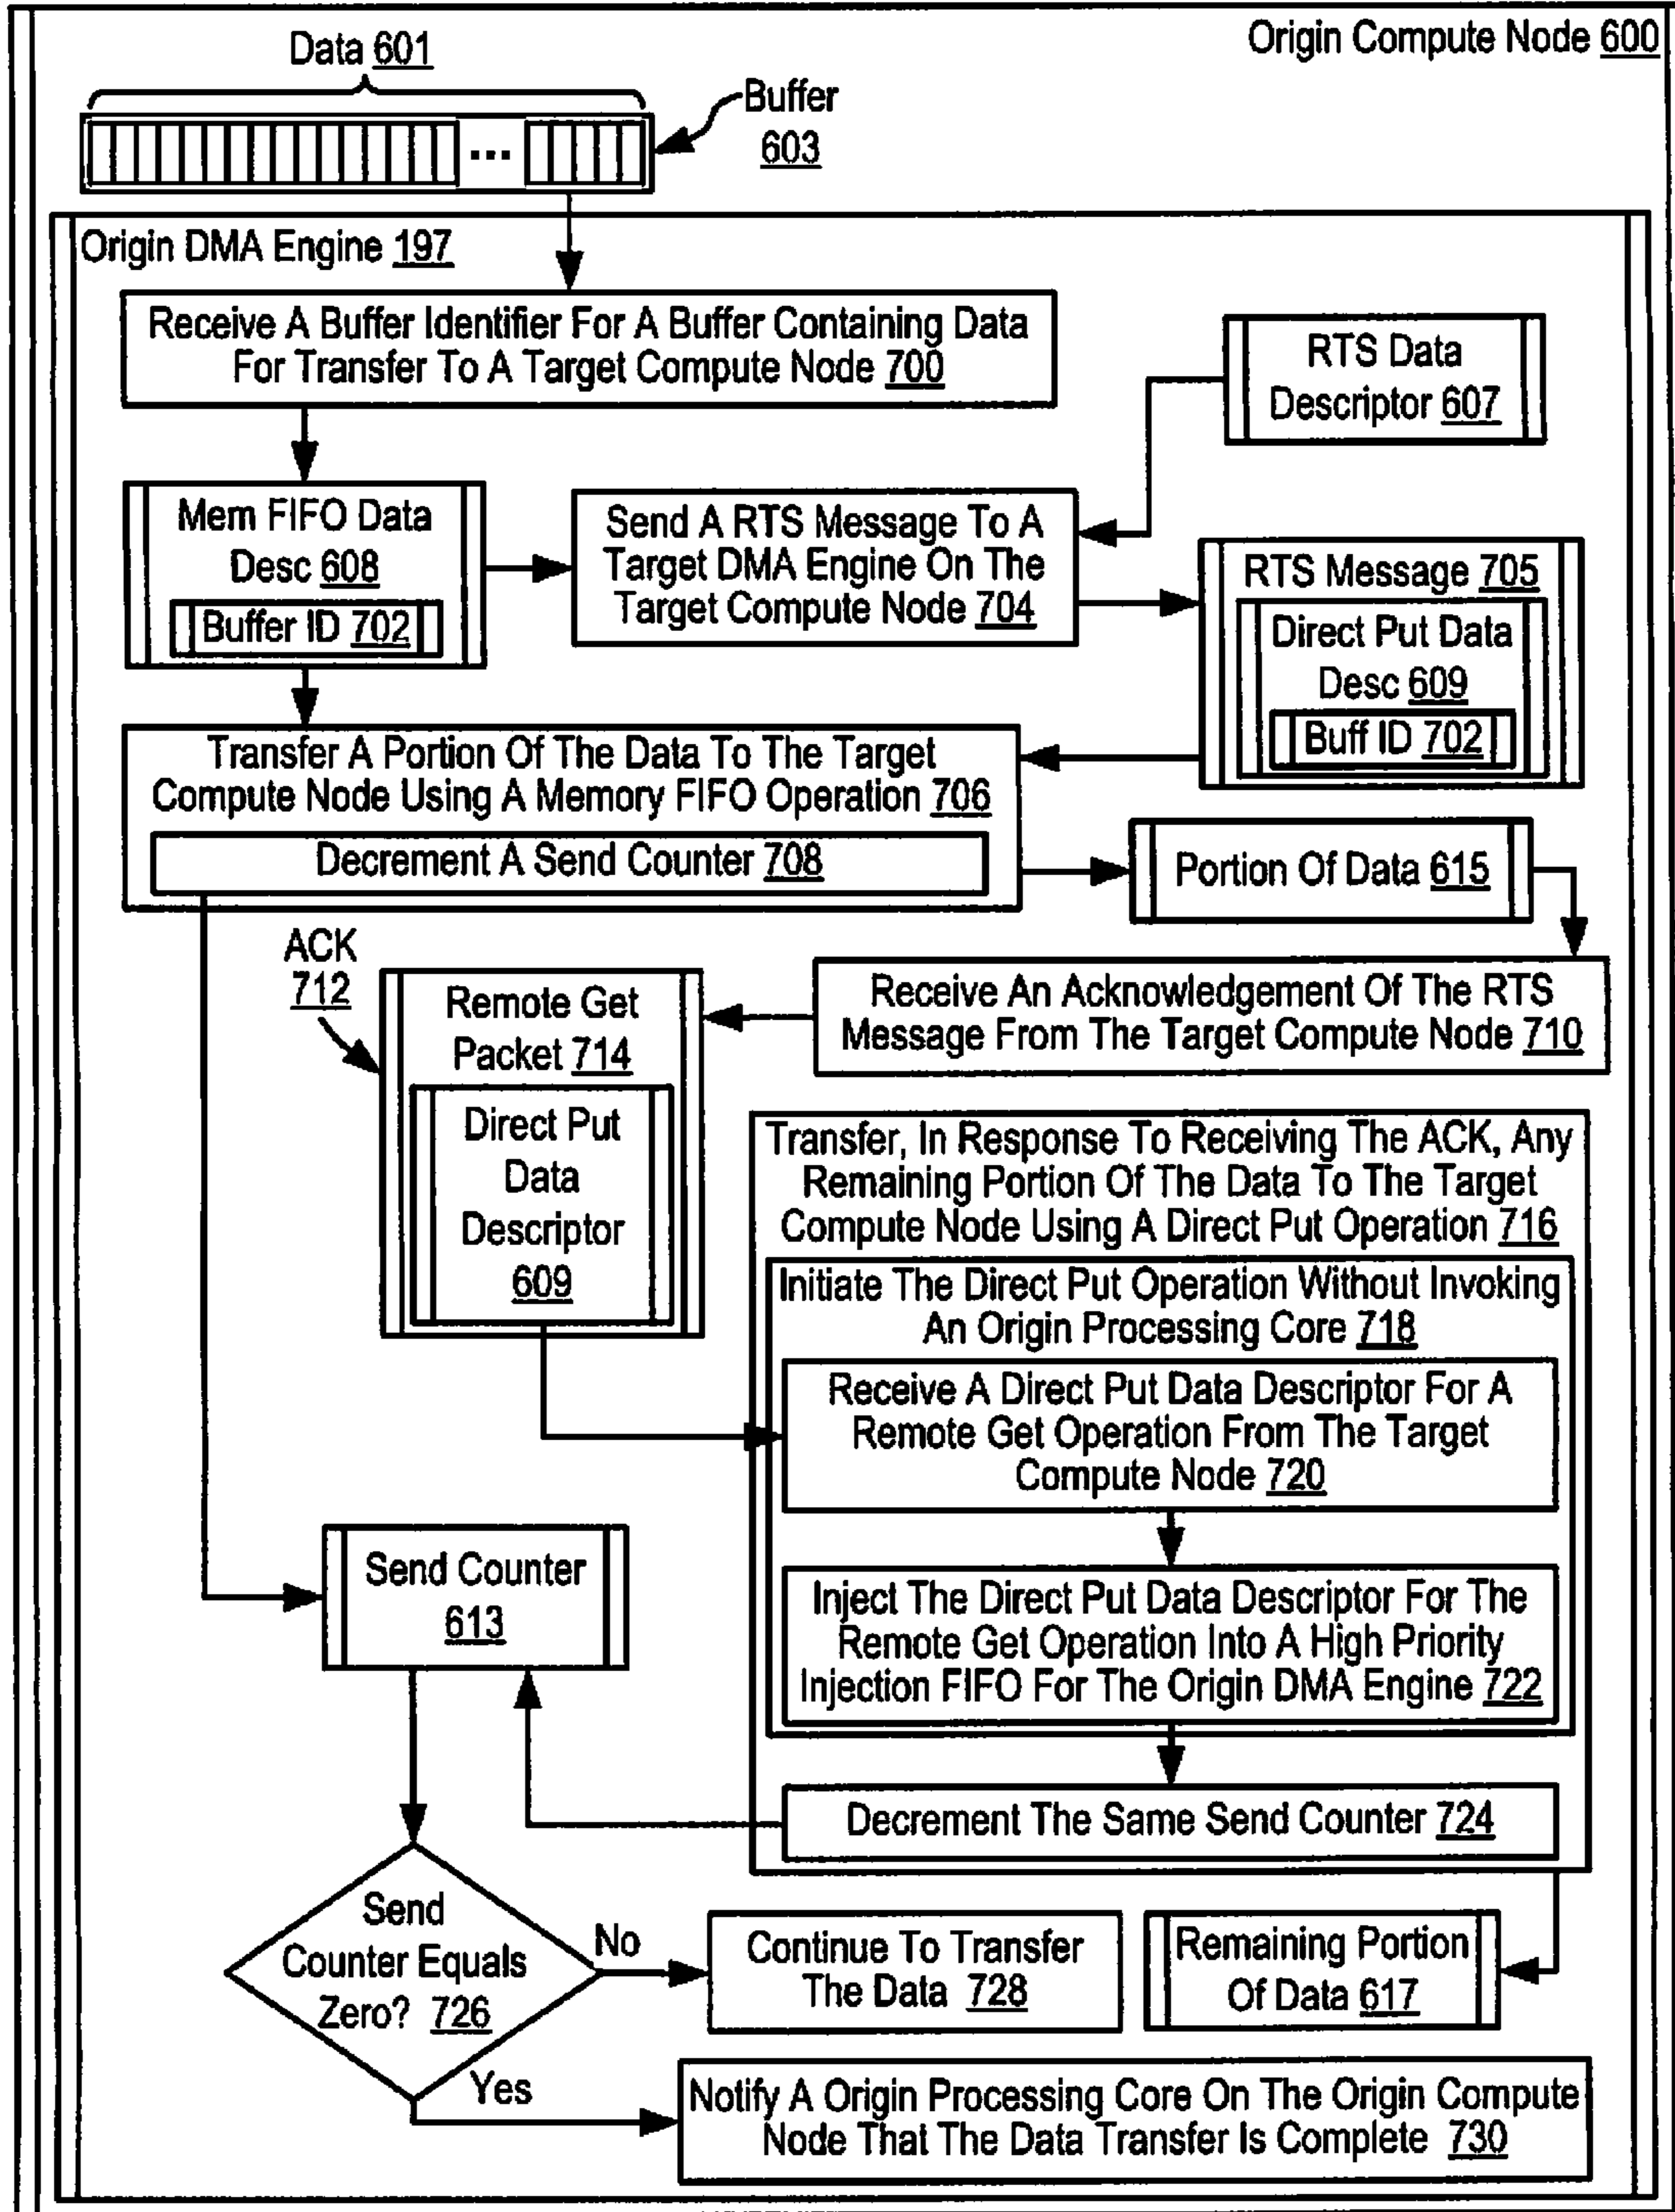 Origin Compute Node 600
Data 601
Buffer
603
...
Origin DMA Engine 197
Receive A Buffer Identifier For A Buffer Containing Data
For Transfer To A Target Compute Node 700
RTS Data
Descriptor 607
Mem FIFO Data
Desc 608
Buffer ID 702
Send A RTS Message To A
Target DMA Engine On The
Target Compute Node 704
RTS Message 705
Direct Put Data
Desc 609
Buff ID 702
Transfer A Portion Of The Data To The Target
Compute Node Using A Memory FIFO Operation 706
Decrement A Send Counter 708
Portion Of Data 615
ACK
712
Remote Get
Packet 714
Direct Put
Data
Descriptor
609
Receive An Acknowledgement Of The RTS
Message From The Target Compute Node 710
Transfer, In Response To Receiving The ACK, Any
Remaining Portion Of The Data To The Target
Compute Node Using A Direct Put Operation 716
Initiate The Direct Put Operation Without Invoking
An Origin Processing Core 718
Receive A Direct Put Data Descriptor For A
Remote Get Operation From The Target
Compute Node 720
Send Counter
613
Inject The Direct Put Data Descriptor For The
Remote Get Operation Into A High Priority
Injection FIFO For The Origin DMA Engine 722
Decrement The Same Send Counter 724
Send
Counter Equals
Zero? 726
No
Continue To Transfer
The Data 728
Remaining Portion
Of Data 617
Yes
Notify A Origin Processing Core On The Origin Compute
Node That The Data Transfer Is Complete 730